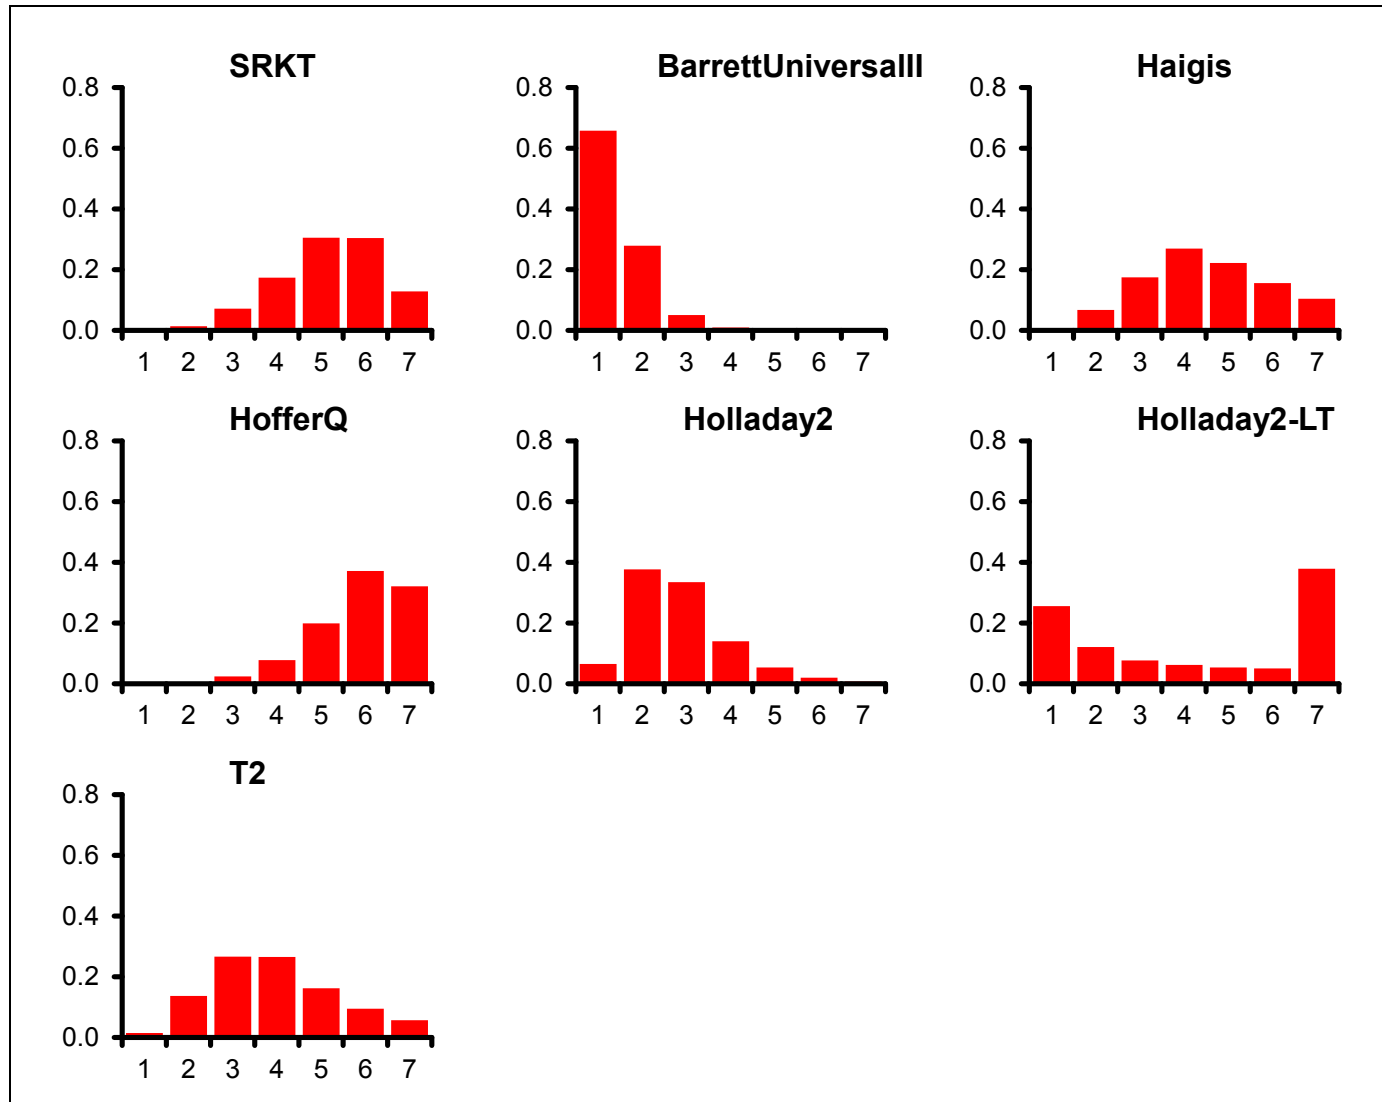 SRKT BarrettUniversalII Haigis
0.8 0.8 0.8
0.6 0.6 0.6
0.4 0.4 0.4
0.2 0.2 0.2
0.0 0.0 0.0
1 2 3 4 5 6 7 1 2 3 4 5 6 7 1 2 3 4 5 6 7
HofferQ Holladay2 Holladay2-LT
0.8 0.8 0.8
0.6 0.6 0.6
0.4 0.4 0.4
0.2 0.2 0.2
0.0 0.0 0.0
1 2 3 4 5 6 7 1 2 3 4 5 6 7 1 2 3 4 5 6 7
T2
0.8
0.6
0.4
0.2
0.0
1 2 3 4 5 6 7